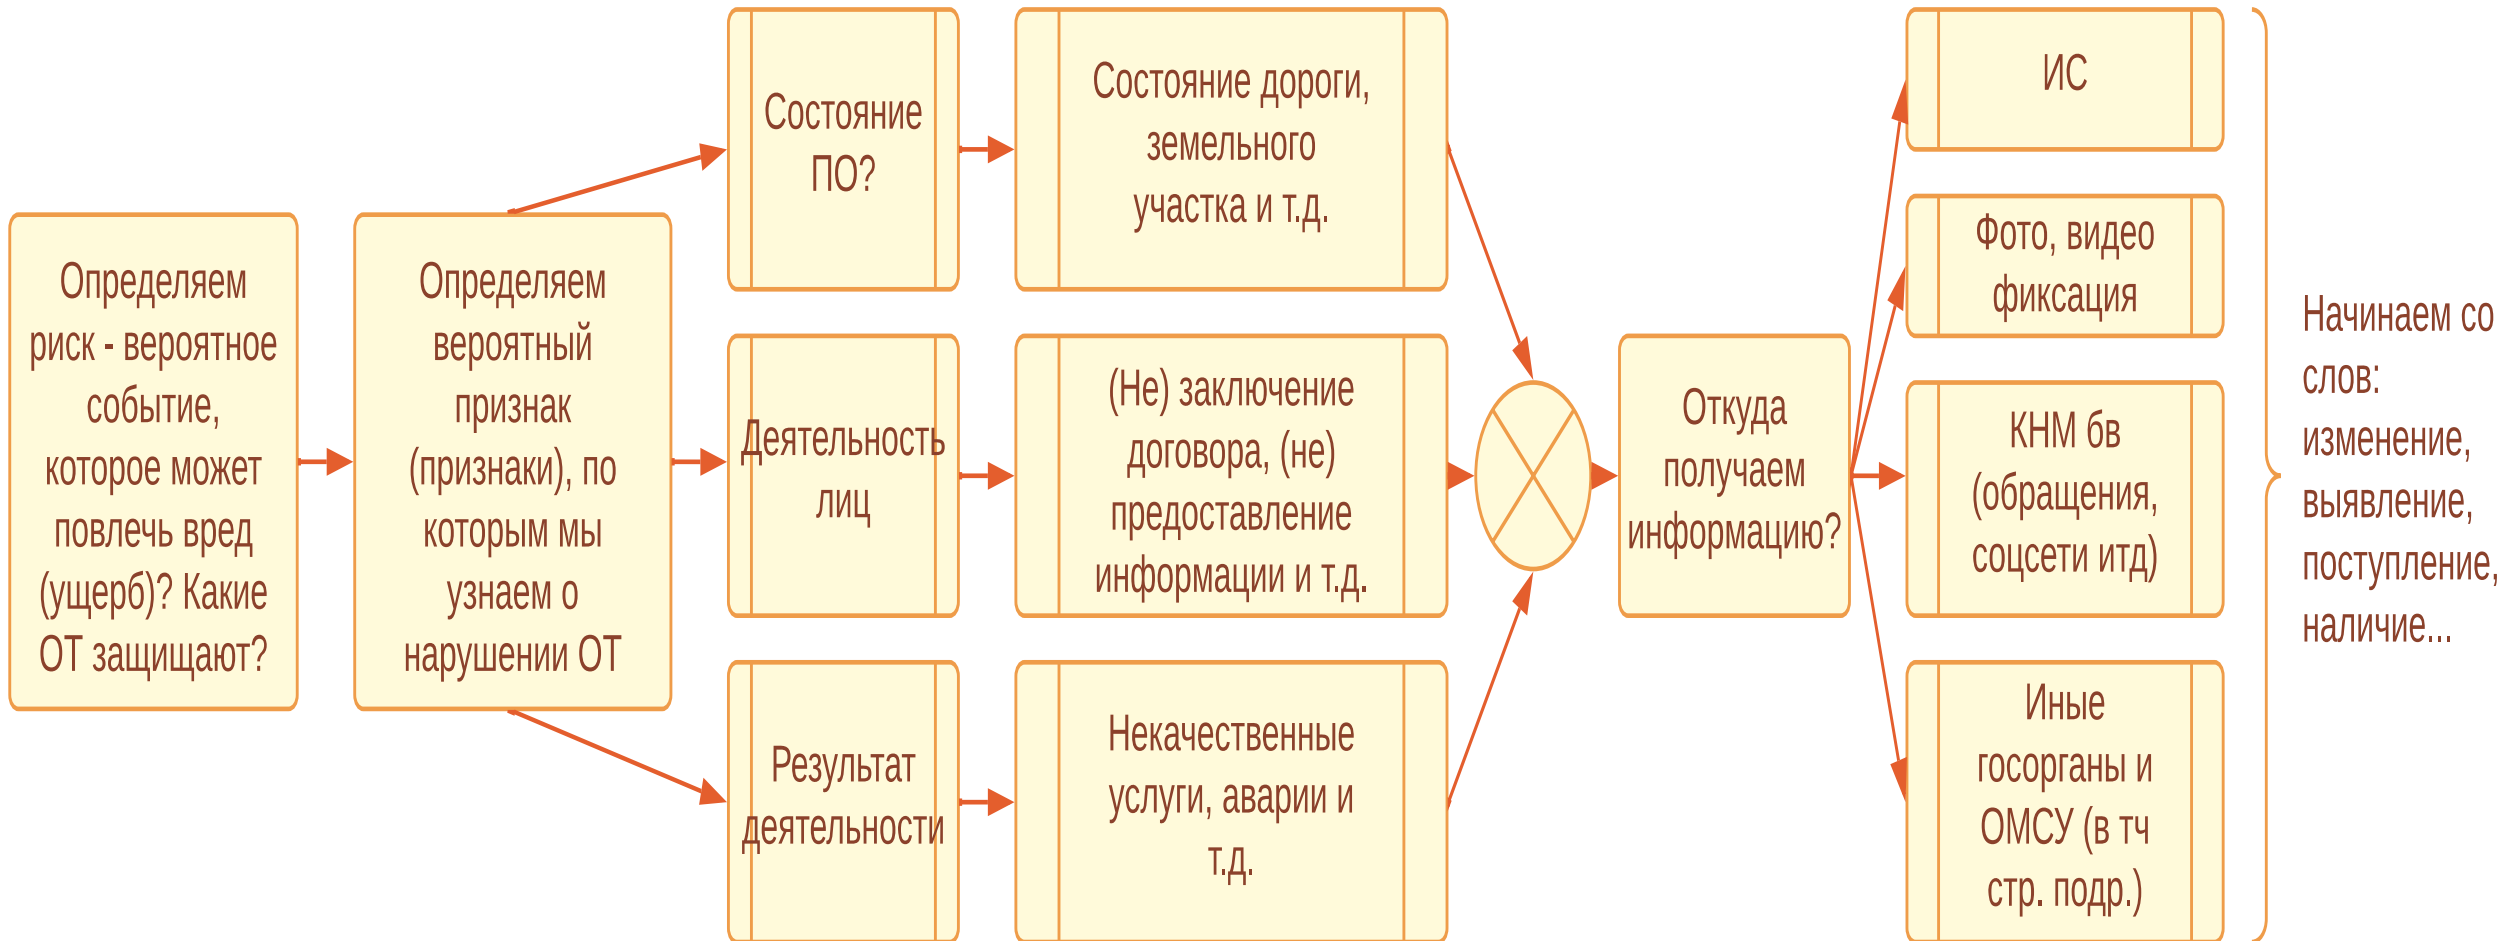 Определяем
риск - вероятное
событие,
которое может
повлечь вред
(ущерб)? Какие
ОТ защищают?
Определяем
вероятный
признак
(признаки), по
которым мы
узнаем о
нарушении ОТ
Состояние
ПО?
Состояние дороги,
земельного
участка и т.д.
Деятельность
лиц
(Не) заключение
договора, (не)
предоставление
информации и т.д.
Результат
деятельности
Некачественные
услуги, аварии и
т.д.
Откуда
получаем
информацию?
ИС
Фото, видео
фиксация
КНМ бв
(обращения,
соцсети итд)
Иные
госорганы и
ОМСУ (в тч
стр. подр.)
Начинаем со
слов:
изменение,
выявление,
поступление,
наличие...